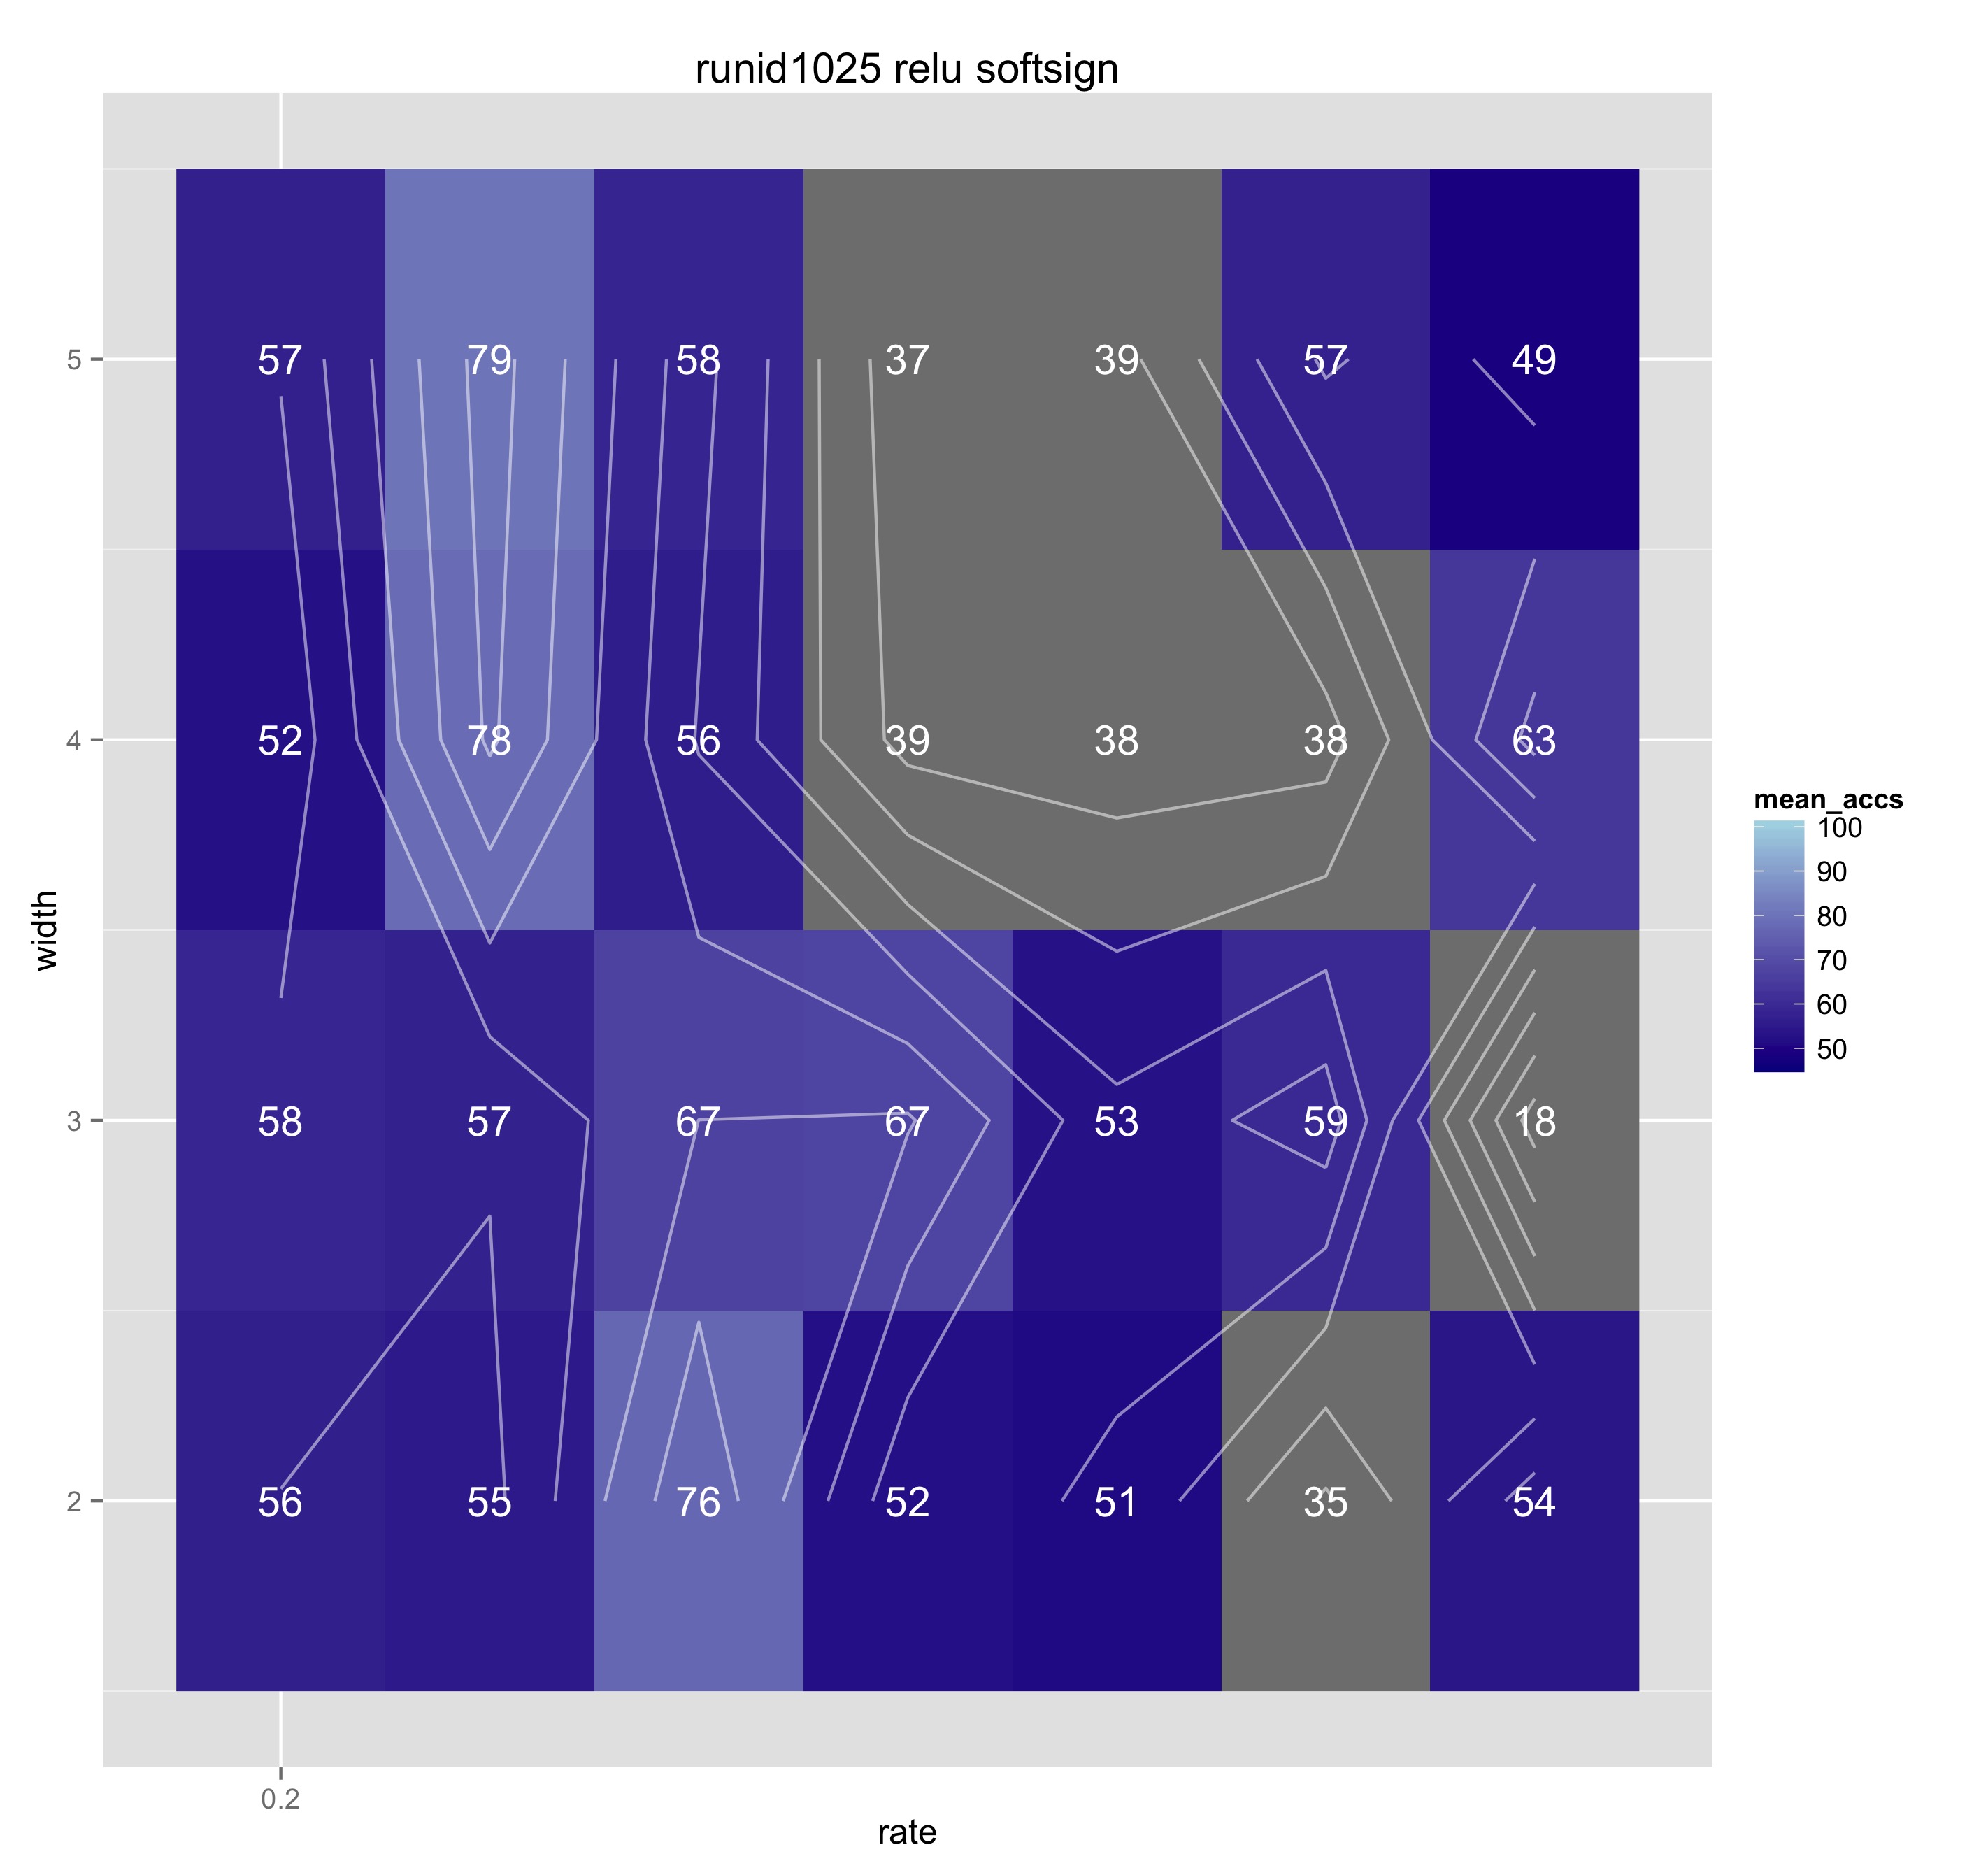 runid1025 relu softsign
5
57 79 58 37 39 57 49
4
52 78 56 39 38 38 63
width
3
58 57 67 67 53 59 18
2
56 55 76 52 51 35 54
0.2
rate
mean_accs
100
90
80
70
60
50